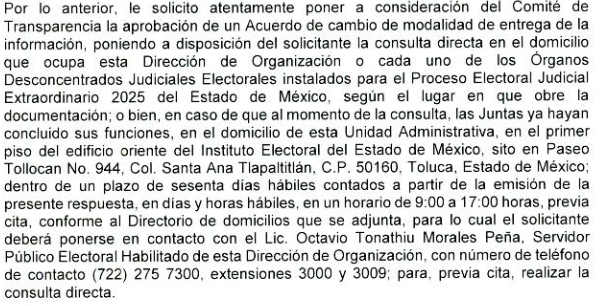 Por lo anterior, le solicito atentamente poner a consideración del Comité de
Transparencia la aprobación de un Acuerdo de cambio de modalidad de entrega de la
información, poniendo a disposición del solicitante la consulta directa en el domicilio
que ocupa esta Dirección de Organización o cada uno de los Órganos
Desconcentrados Judiciales Electorales instalados para el Proceso Electoral Judicial
Extraordinario 2025 del Estado de México, según el lugar en que obre la
documentación; o bien, en caso de que al momento de la consulta, las Juntas ya hayan
concluido sus funciones, en el domicilio de esta Unidad Administrativa, en el primer
piso del edificio oriente del Instituto Electoral del Estado de México, sito en Paseo
Tollocan No. 944, Col. Santa Ana Tlapaltitlán, C.P. 50160, Toluca, Estado de México;
dentro de un plazo de sesenta días hábiles contados a partir de la emisión de la
presente respuesta, en días y horas hábiles, en un horario de 9:00 a 17:00 horas, previa
cita, conforme al Directorio de domicilios que se adjunta, para lo cual el solicitante
deberá ponerse en contacto con el Lic. Octavio Tonathiu Morales Peña, Servidor
Público Electoral Habilitado de esta Dirección de Organización, con número de teléfono
de contacto (722) 275 7300, extensiones 3000 y 3009; para, previa cita, realizar la
consulta directa.